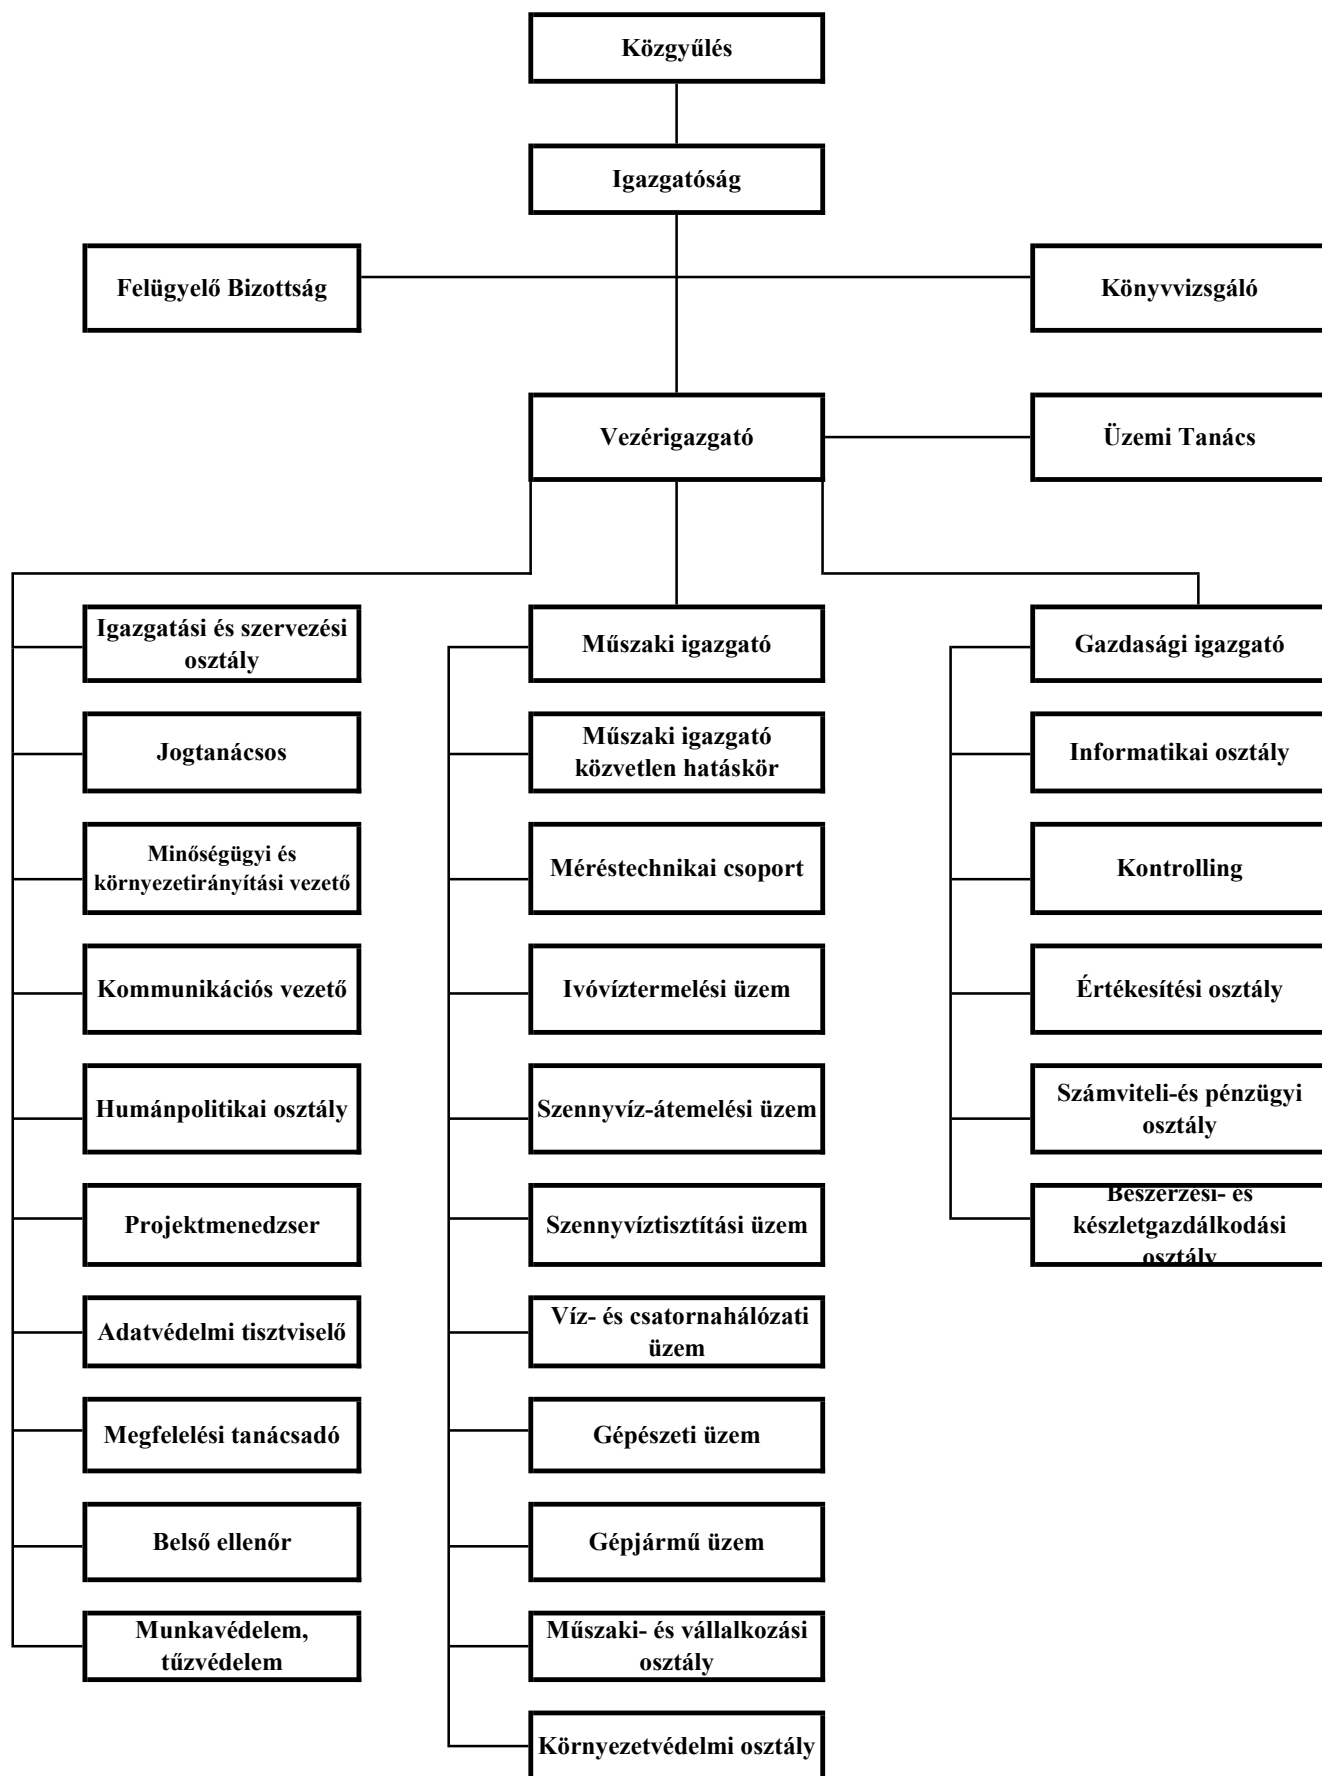 Közgyűlés
Igazgatóság
Felügyelő Bizottság
Könyvvizsgáló
Vezérigazgató
Üzemi Tanács
Igazgatási és szervezési
osztály
Műszaki igazgató
Gazdasági igazgató
Jogtanácsos
Műszaki igazgató
közvetlen hatáskör
Informatikai osztály
Minőségügyi és
környezetirányítási vezető
Méréstechnikai csoport
Kontrolling
Kommunikációs vezető
Ivóvíztermelési üzem
Értékesítési osztály
Humánpolitikai osztály
Szennyvíz-átemelési üzem
Számviteli-és pénzügyi
osztály
Projektmenedzser
Szennyvíztisztítási üzem
Beszerzési- és
készletgazdálkodási
osztály
Adatvédelmi tisztviselő
Víz- és csatornahálózati
üzem
Megfelelési tanácsadó
Gépészeti üzem
Belső ellenőr
Gépjármű üzem
Munkavédelem,
tűzvédelem
Műszaki- és vállalkozási
osztály
Környezetvédelmi osztály